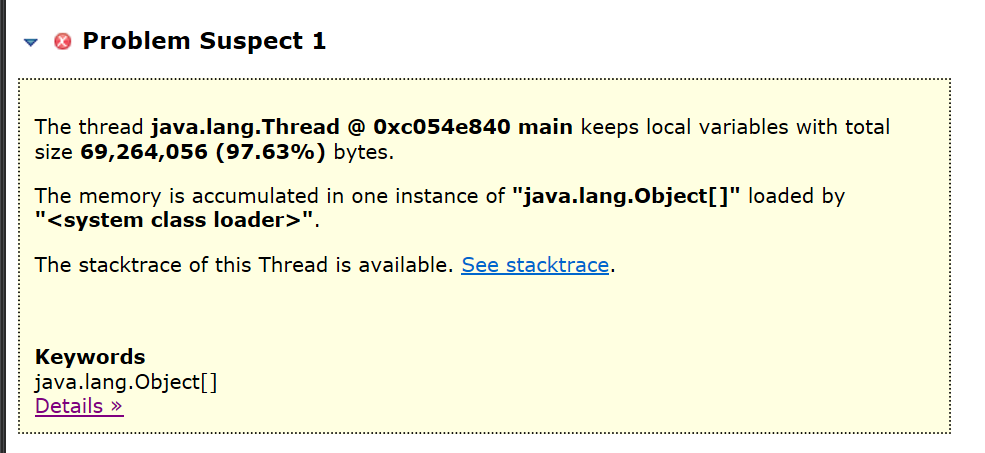 Problem Suspect 1
The thread java.lang.Thread @ 0xc054e840 main keeps local variables with total
size 69,264,056 (97.63%) bytes.
The memory is accumulated in one instance of "java.lang.Object[]" loaded by
"<system class loader>".
The stacktrace of this Thread is available. See stacktrace.
Keywords
java.lang.Object[]
Details »